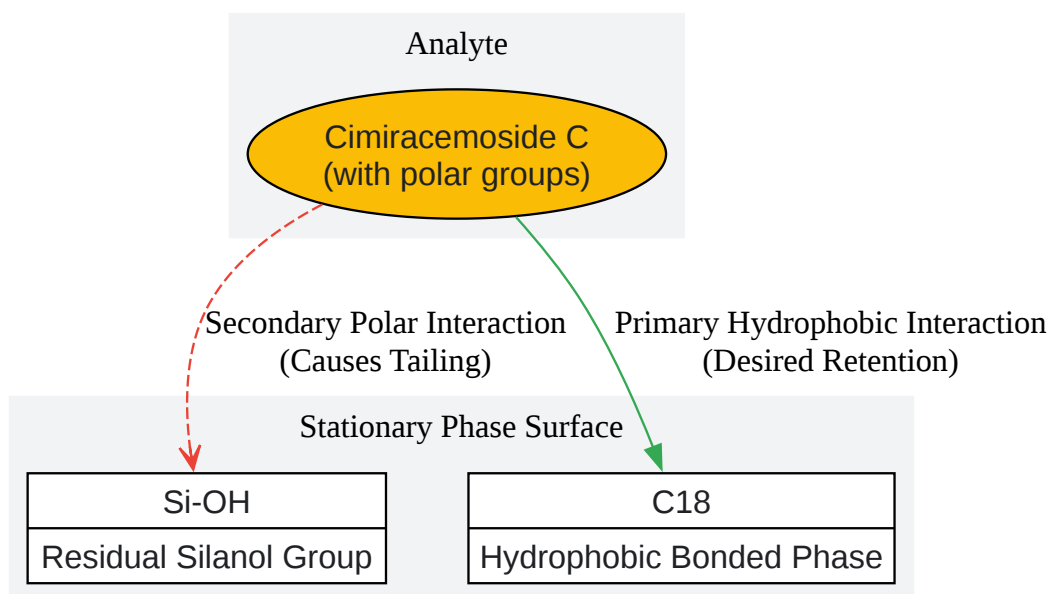 Analyte
Cimiracemoside C
(with polar groups)
Secondary Polar Interaction
(Causes Tailing)
Primary Hydrophobic Interaction
(Desired Retention)
Stationary Phase Surface
Si-OH
Residual Silanol Group
C18
Hydrophobic Bonded Phase